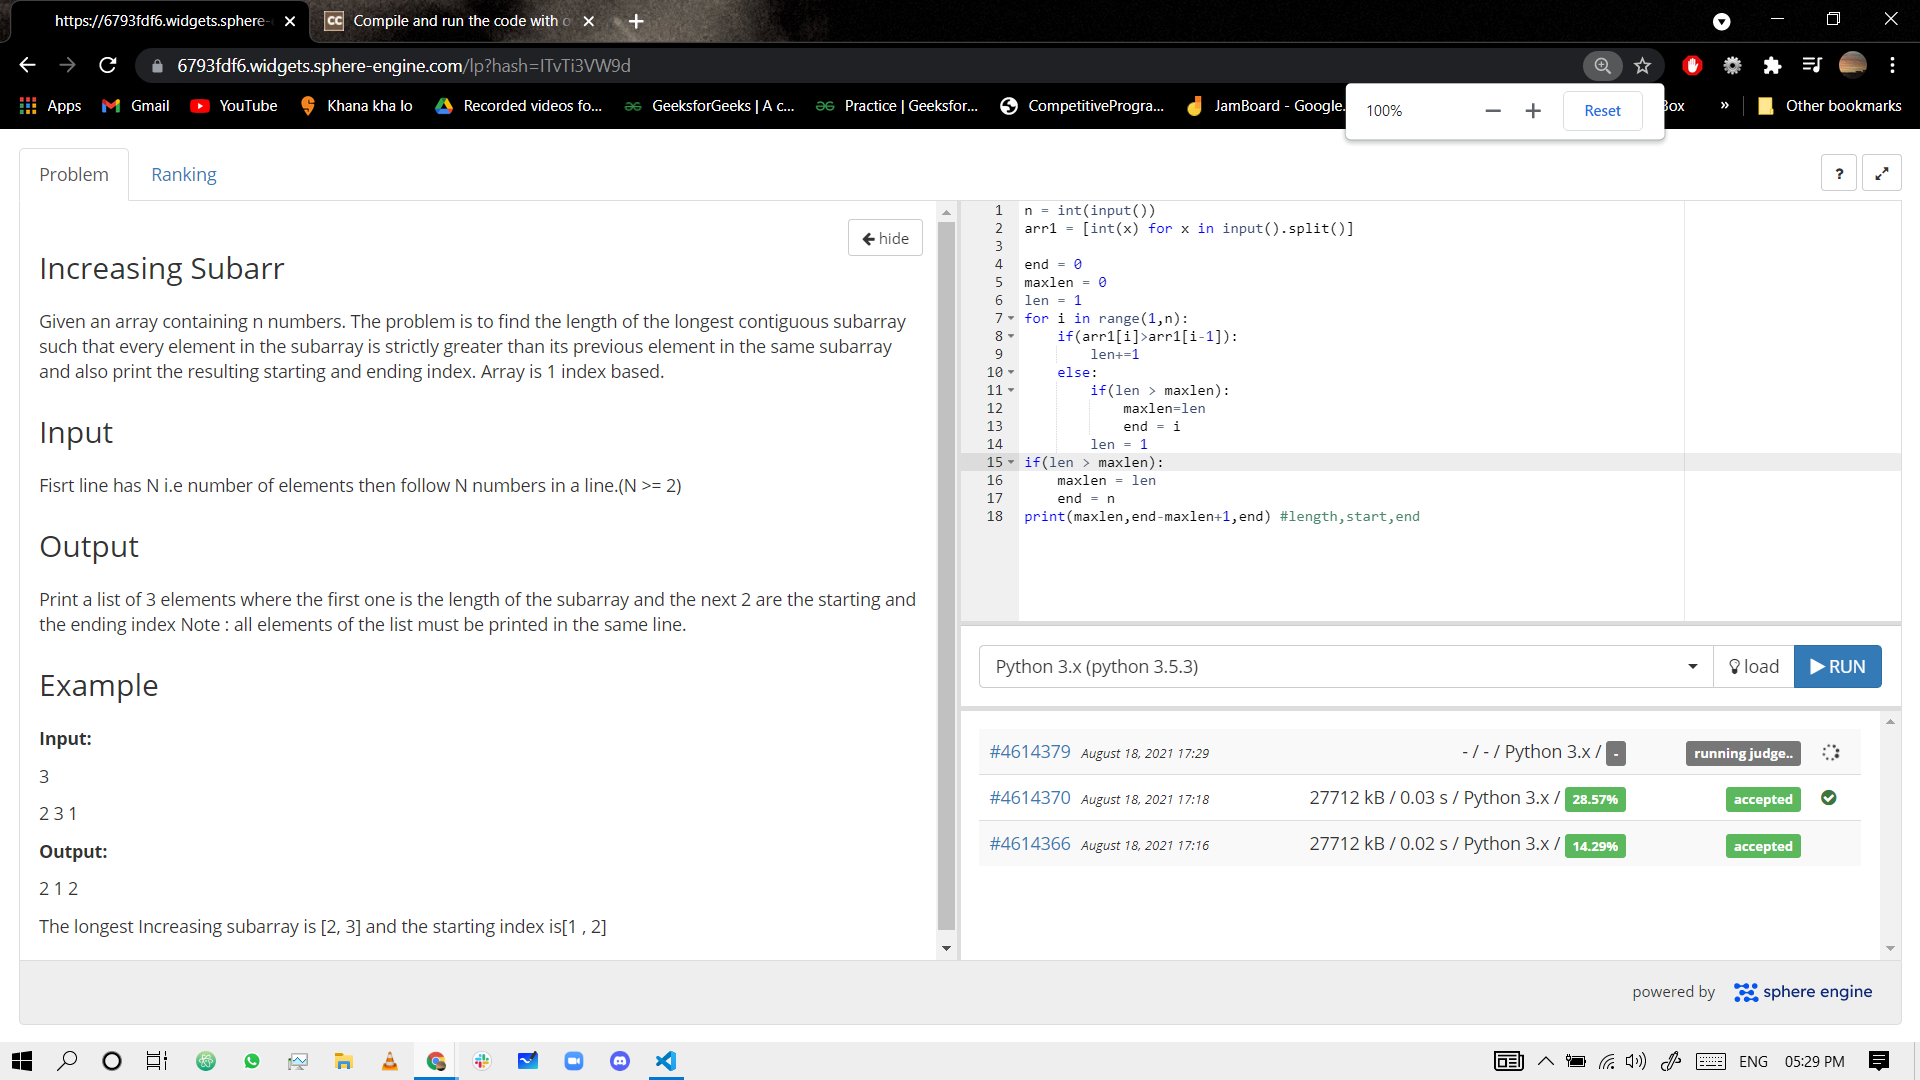 https://6793fdf6.widgets.sphere-
CC Compile and run the code with o
6793fdf6.widgets.sphere-engine.com/lp?hash=lTvTi3VW9d
Apps
Gmail
YouTube
Khana kha lo
Recorded videos fo...
GeeksforGeeks | A c...
Practice | Geeksfor...
CompetitiveProgra...
JamBoard - Google.
Box
»
Other bookmarks
100%
Reset
Problem
Ranking
?
hide
Increasing Subarr
Given an array containing n numbers. The problem is to find the length of the longest contiguous subarray
such that every element in the subarray is strictly greater than its previous element in the same subarray
and also print the resulting starting and ending index. Array is 1 index based.
Input
Fisrt line has N i.e number of elements then follow N numbers in a line.(N >= 2)
Output
Print a list of 3 elements where the first one is the length of the subarray and the next 2 are the starting and
the ending index Note : all elements of the list must be printed in the same line.
Example
Input:
3
2 3 1
Output:
2 1 2
The longest Increasing subarray is [2, 3] and the starting index is[1 , 2]
1 n = int(input())
2 arr1 = [int(x) for x in input().split()]
3
4 end = 0
5 maxlen = 0
6 len = 1
7 for i in range(1,n):
8 if(arr1[i]>arr1[i-1]):
9 len+=1
10 else:
11 if(len > maxlen):
12 maxlen=len
13 end = i
14 len = 1
15 if(len > maxlen):
16 maxlen = len
17 end = n
18 print(maxlen,end-maxlen+1,end) #length,start,end
Python 3.x (python 3.5.3)
load
RUN
#4614379 August 18, 2021 17:29 - / - / Python 3.x / - running judge..
#4614370 August 18, 2021 17:18 27712 kB / 0.03 s / Python 3.x / 28.57% accepted
#4614366 August 18, 2021 17:16 27712 kB / 0.02 s / Python 3.x / 14.29% accepted
powered by sphere engine
ENG 05:29 PM